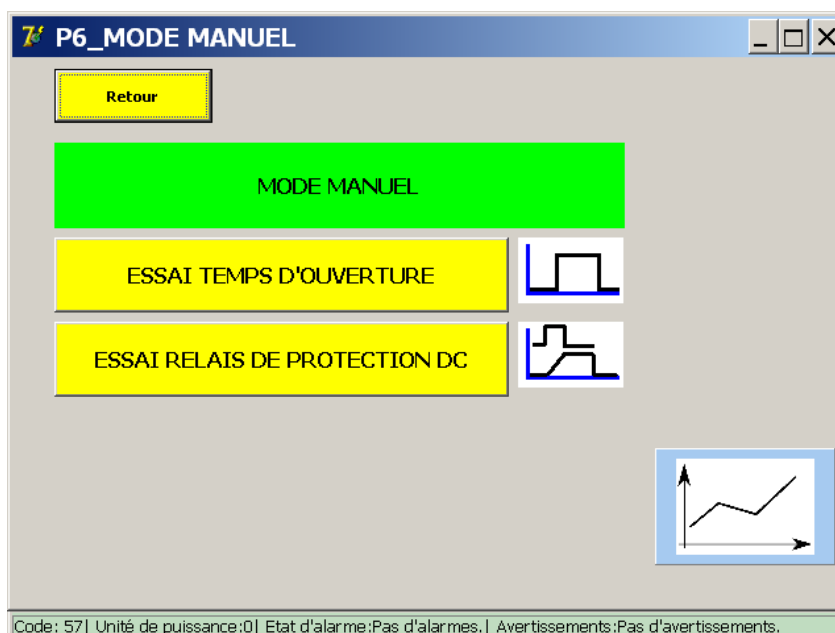 P6_MODE MANUEL
Retour
MODE MANUEL
ESSAI TEMPS D'OUVERTURE
ESSAI RELAIS DE PROTECTION DC
Code: 57| Unité de puissance:0| Etat d'alarme:Pas d'alarmes.| Avertissements:Pas d'avertissements.